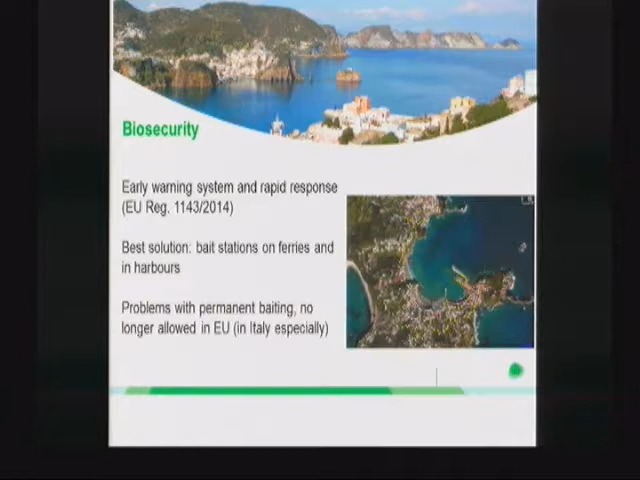 Biosecurity
Early warning system and rapid response
(EU Reg. 1143/2014)
Best solution: bait stations on ferries and
in harbours
Problems with permanent baiting, no
longer allowed in EU (in Italy especially)